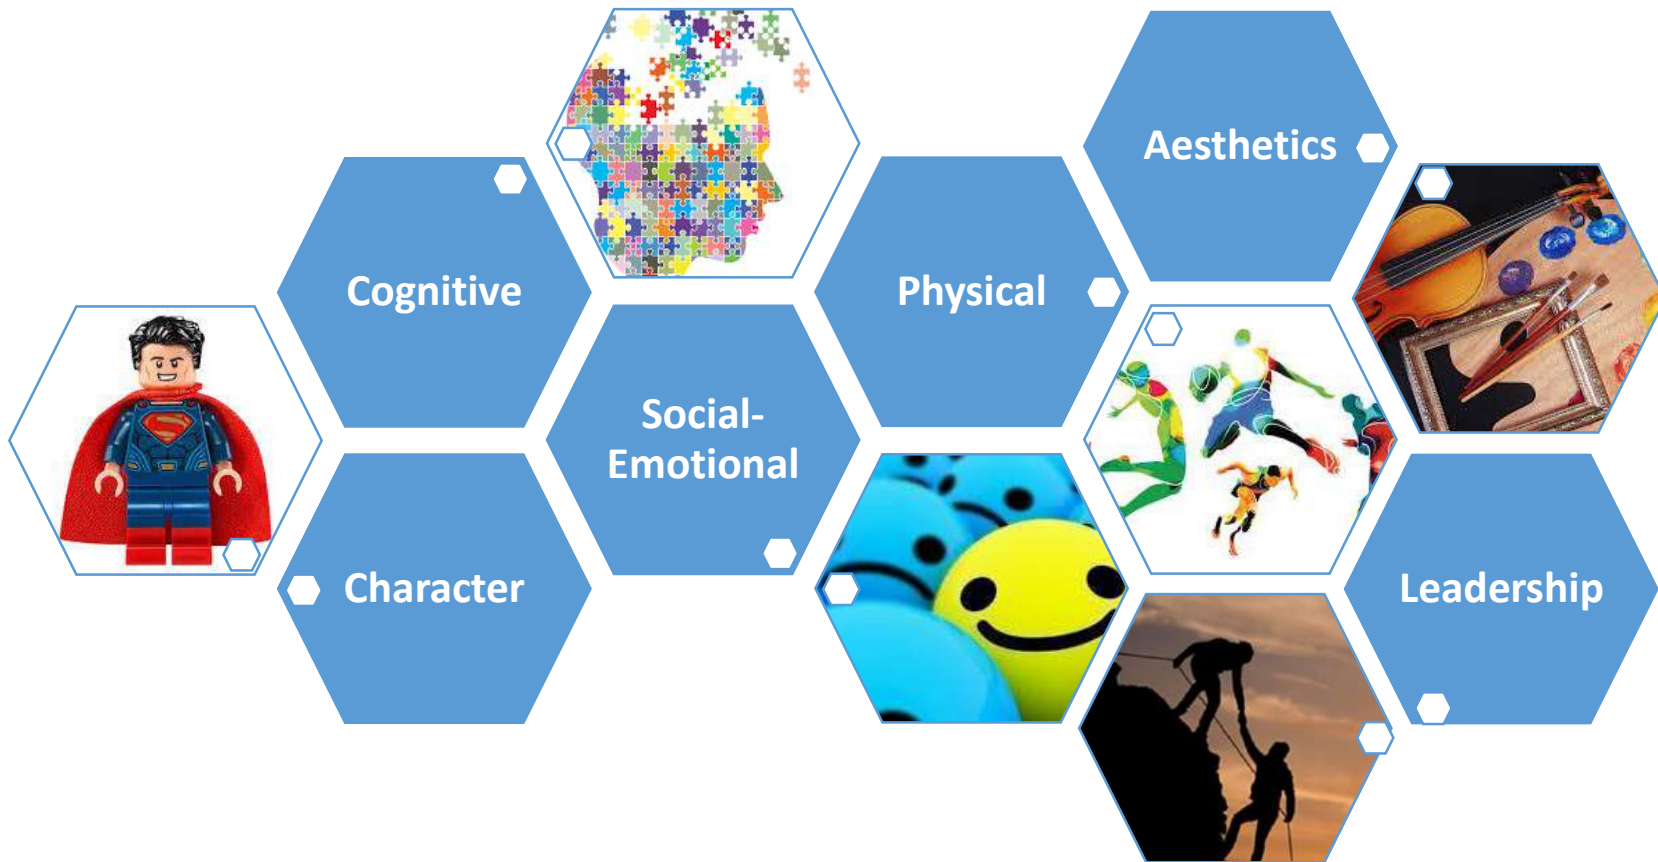 Aesthetics
Cognitive
Physical
Social-
Emotional
Character
Leadership